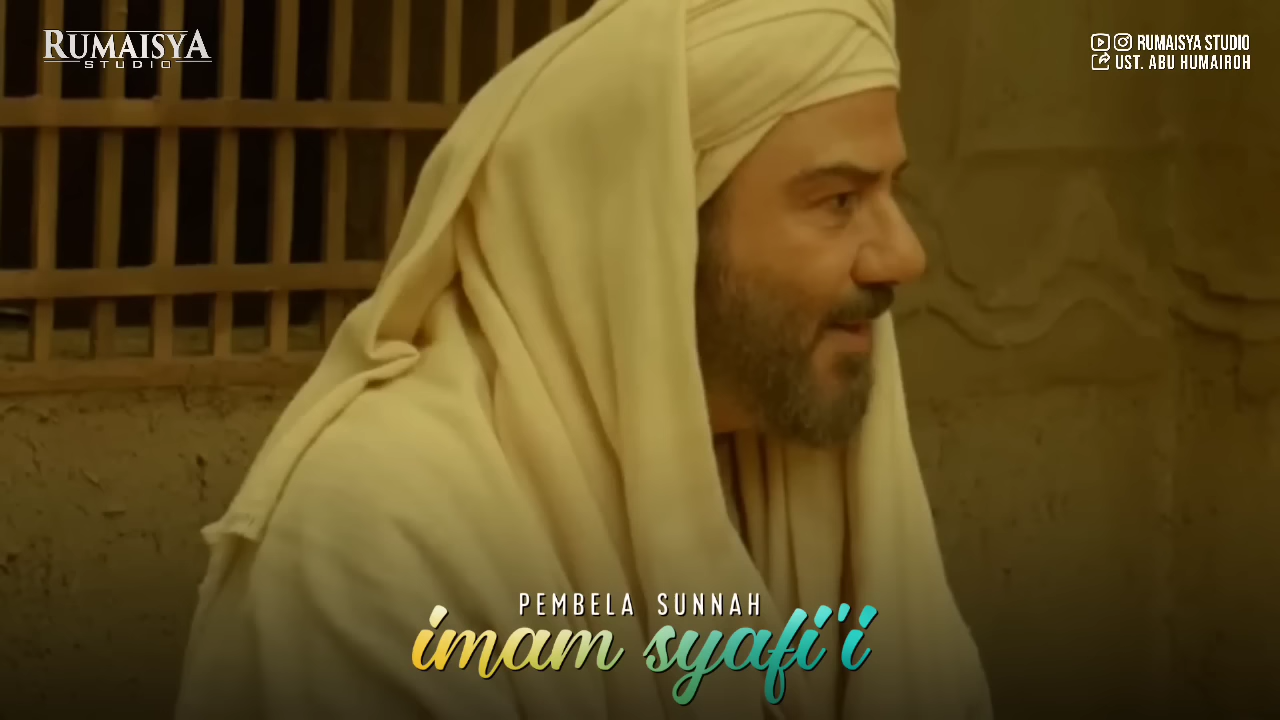 RUMAISYA
STUDIO
RUMAISYA STUDIO
UST. ABU HUMAIROH
PEMBELA SUNNAH
imam syafi'i